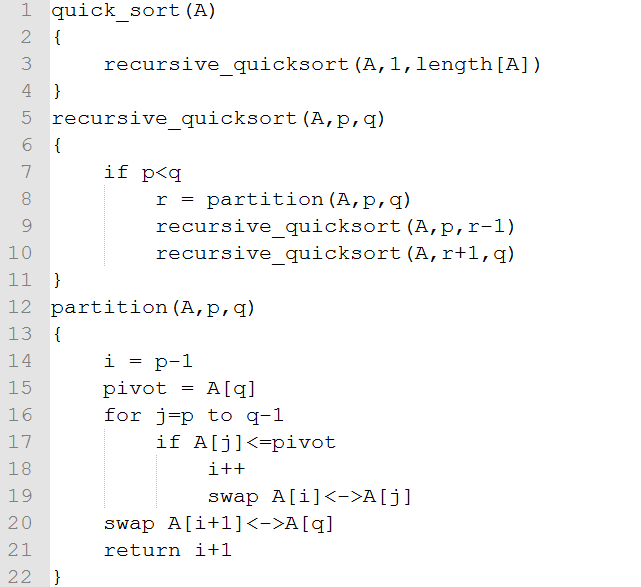 1 quick_sort(A)
2 {
3     recursive_quicksort(A,1,length[A])
4 }
5 recursive_quicksort(A,p,q)
6 {
7     if p<q
8         r = partition(A,p,q)
9         recursive_quicksort(A,p,r-1)
10         recursive_quicksort(A,r+1,q)
11 }
12 partition(A,p,q)
13 {
14     i = p-1
15     pivot = A[q]
16     for j=p to q-1
17         if A[j]<=pivot
18             i++
19             swap A[i]<->A[j]
20     swap A[i+1]<->A[q]
21     return i+1
22 }